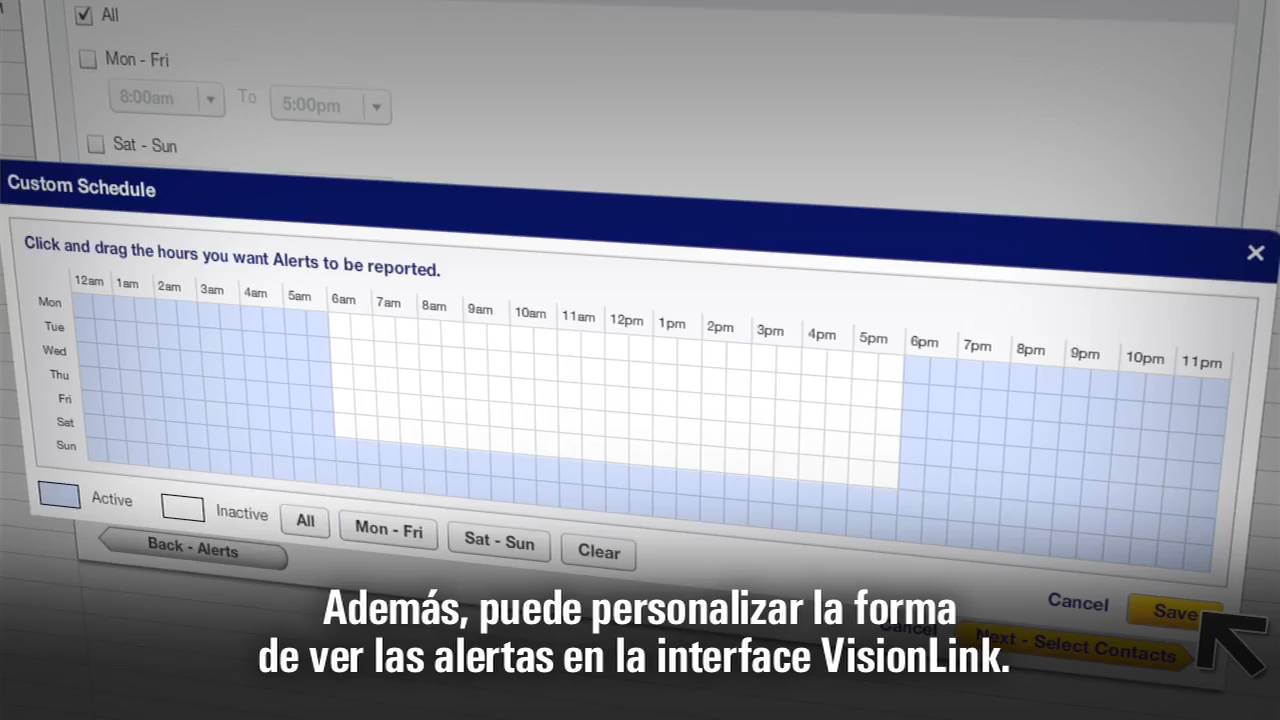 All
Mon - Fri
8:00am To 5:00pm
Sat - Sun
Custom Schedule
Click and drag the hours you want Alerts to be reported.
12am 1am 2am 3am 4am 5am 6am 7am 8am 9am 10am 11am 12pm 1pm 2pm 3pm 4pm 5pm 6pm 7pm 8pm 9pm 10pm 11pm
Mon
Tue
Wed
Thu
Fri
Sat
Sun
Active Inactive All Mon - Fri Sat - Sun Clear
Back - Alerts
Cancel Save
Cancel Next - Select Contacts
Además, puede personalizar la forma
de ver las alertas en la interface VisionLink.